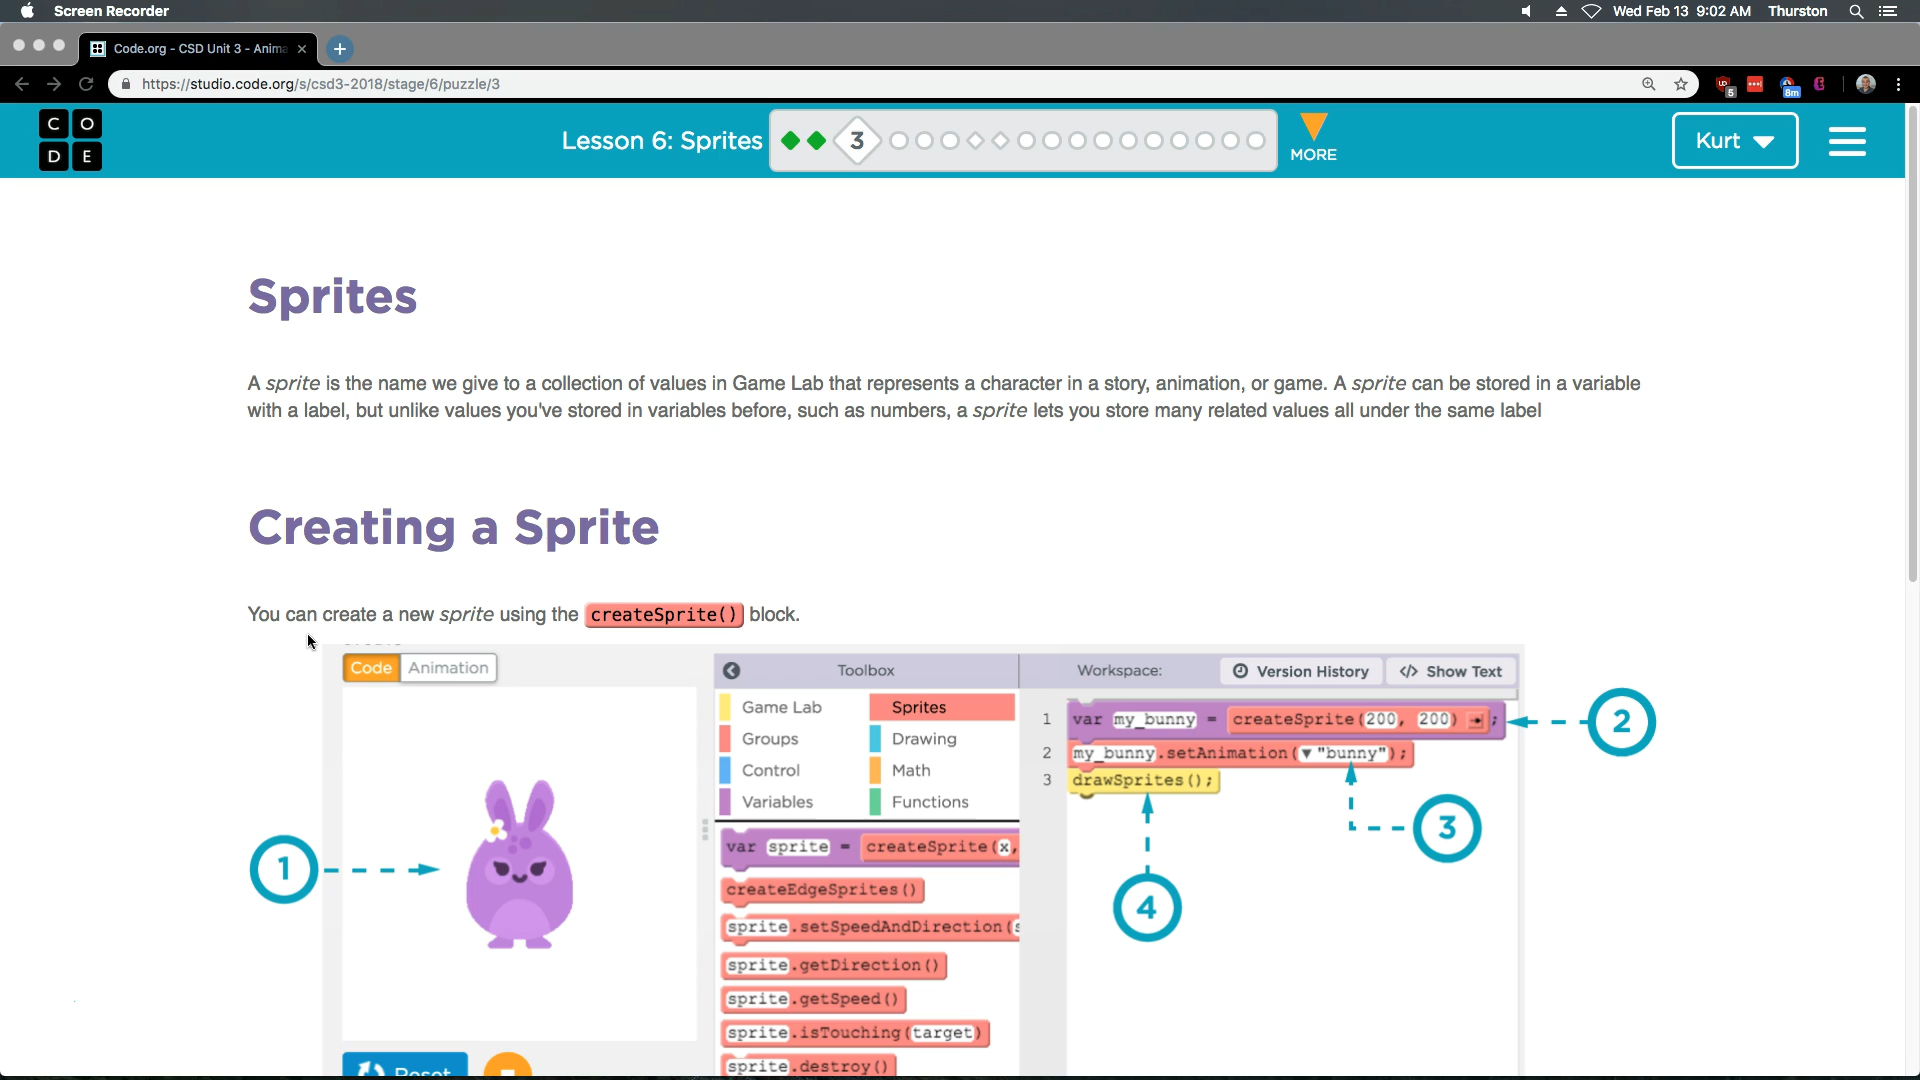 Screen Recorder
Wed Feb 13 9:02 AM Thurston
Code.org - CSD Unit 3 - Anima
https://studio.code.org/s/csd3-2018/stage/6/puzzle/3
5
8m
C O
D E
Lesson 6: Sprites
3
MORE
Kurt
Sprites
A sprite is the name we give to a collection of values in Game Lab that represents a character in a story, animation, or game. A sprite can be stored in a variable
with a label, but unlike values you've stored in variables before, such as numbers, a sprite lets you store many related values all under the same label
Creating a Sprite
You can create a new sprite using the createSprite() block.
Code Animation
Toolbox
Workspace: Version History </> Show Text
Game Lab Sprites
Groups Drawing
Control Math
Variables Functions
var sprite = createSprite(x,
createEdgeSprites()
sprite.setSpeedAndDirection(s
sprite.getDirection()
sprite.getSpeed()
sprite.isTouching(target)
sprite.destroy()
1 var my_bunny = createSprite(200, 200);
2 my_bunny.setAnimation("bunny");
3 drawSprites();
1
2
3
4
Reset